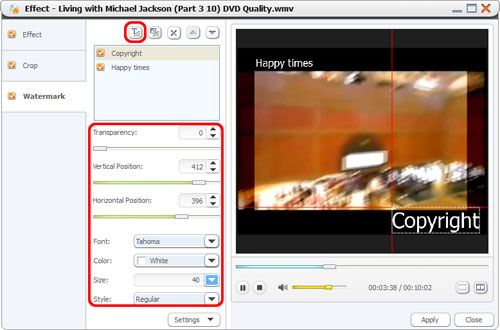 Effect - Living with Michael Jackson (Part 3 10) DVD Quality.wmv
Effect
Crop
Watermark
T
Copyright
Happy times
Transparency: 0
Vertical Position: 412
Horizontal Position: 396
Font: Tahoma
Color: White
Size: 40
Style: Regular
Settings
Happy times
Copyright
00:03:38 / 00:10:02
Apply
Close